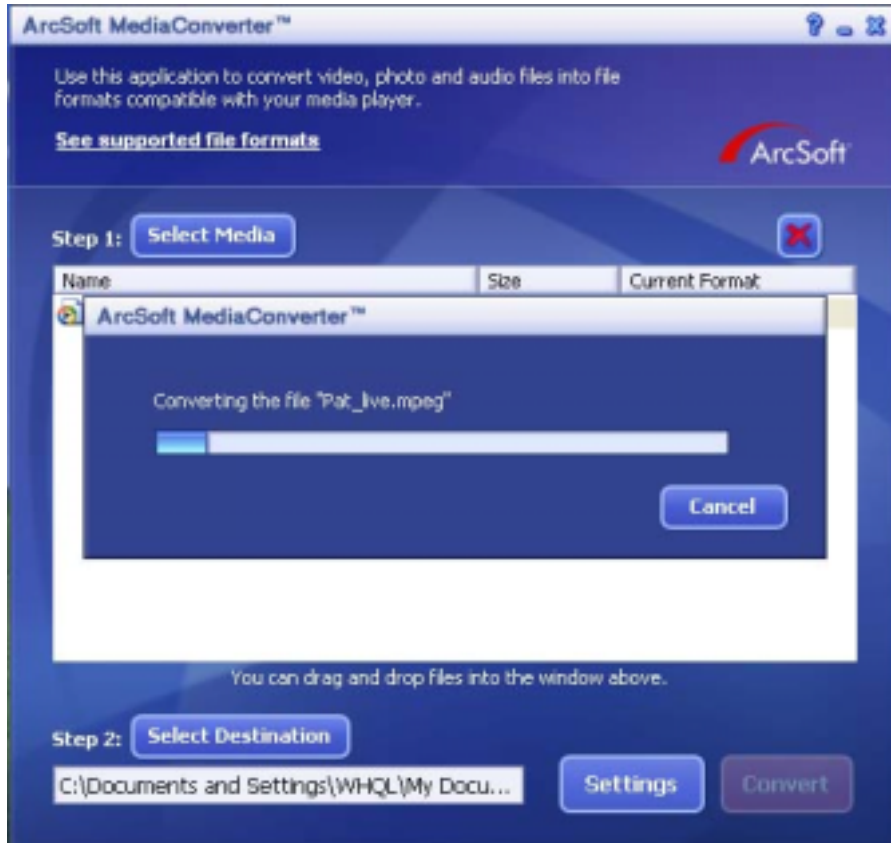 ArcSoft MediaConverter™
Use this application to convert video, photo and audio files into file
formats compatible with your media player.
See supported file formats
ArcSoft
Step 1: Select Media
Name Size Current Format
ArcSoft MediaConverter™
Converting the file "Pat_live.mpeg"
Cancel
You can drag and drop files into the window above.
Step 2: Select Destination
C:\Documents and Settings\WHQL\My Docu...
Settings Convert